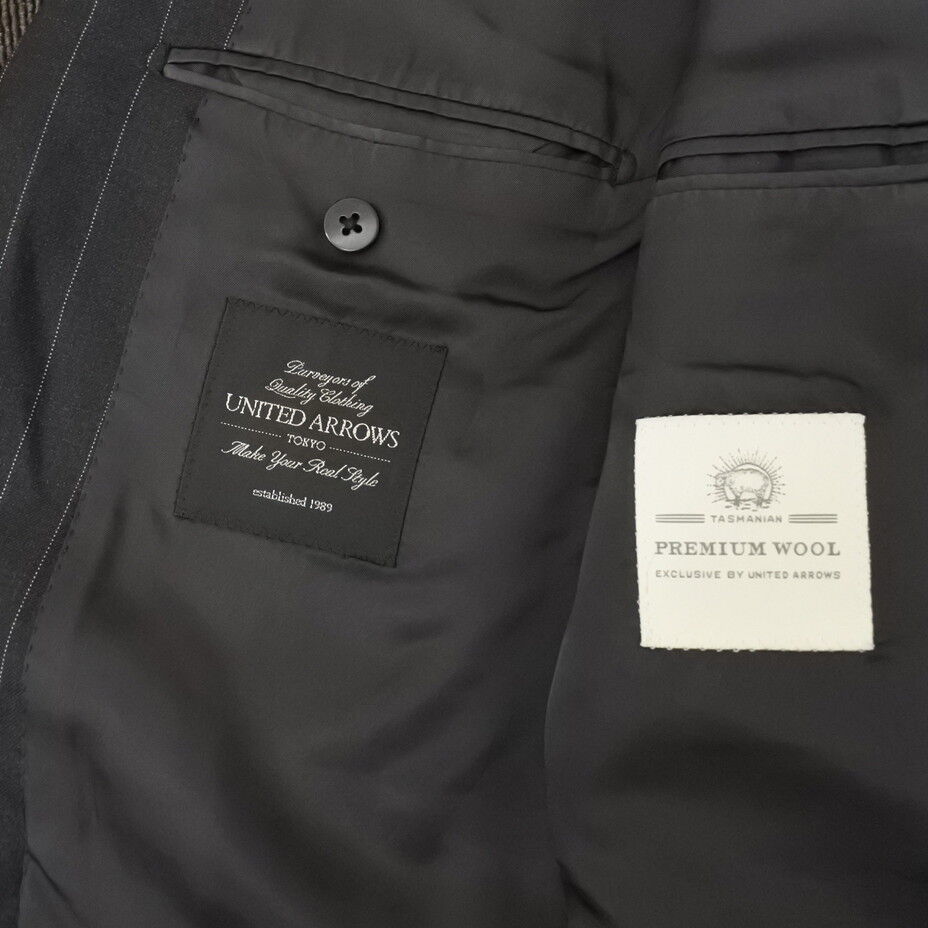 Purveyors of
Quality Clothing
UNITED ARROWS
TOKYO
Make Your Real Style
established 1989
TASMANIAN
PREMIUM WOOL
EXCLUSIVE BY UNITED ARROWS